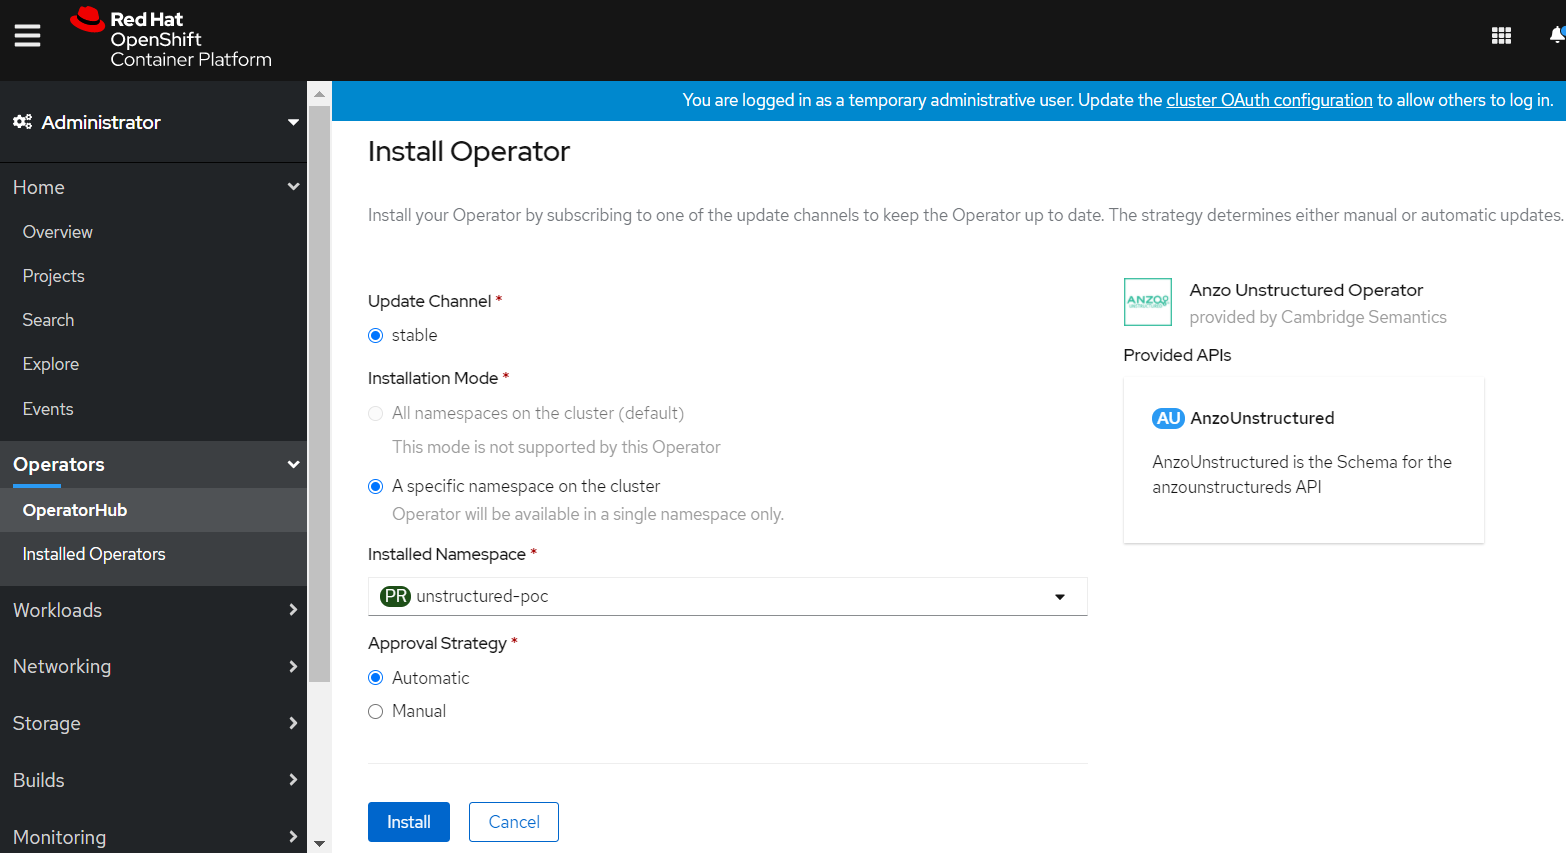 Red Hat
OpenShift
Container Platform
You are logged in as a temporary administrative user. Update the cluster OAuth configuration to allow others to log in.
Administrator
Home
Overview
Projects
Search
Explore
Events
Operators
OperatorHub
Installed Operators
Workloads
Networking
Storage
Builds
Monitoring
Install Operator
Install your Operator by subscribing to one of the update channels to keep the Operator up to date. The strategy determines either manual or automatic updates.
Update Channel *
stable
Installation Mode *
All namespaces on the cluster (default)
This mode is not supported by this Operator
A specific namespace on the cluster
Operator will be available in a single namespace only.
Installed Namespace *
PR unstructured-poc
Approval Strategy *
Automatic
Manual
Install Cancel
ANZO
UNSTRUCTURED
Anzo Unstructured Operator
provided by Cambridge Semantics
Provided APIs
AU AnzoUnstructured
AnzoUnstructured is the Schema for the
anzounstructureds API